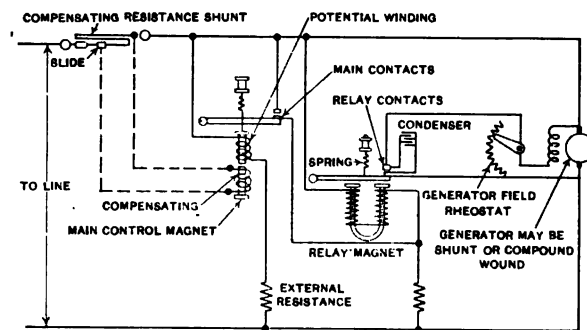 COMPENSATING RESISTANCE SHUNT
POTENTIAL WINDING
SLIDE
MAIN CONTACTS
RELAY CONTACTS
CONDENSER
SPRING
TO LINE
COMPENSATING
MAIN CONTROL MAGNET
GENERATOR FIELD
RHEOSTAT
GENERATOR MAY BE
SHUNT OR COMPOUND
WOUND
RELAY MAGNET
EXTERNAL
RESISTANCE